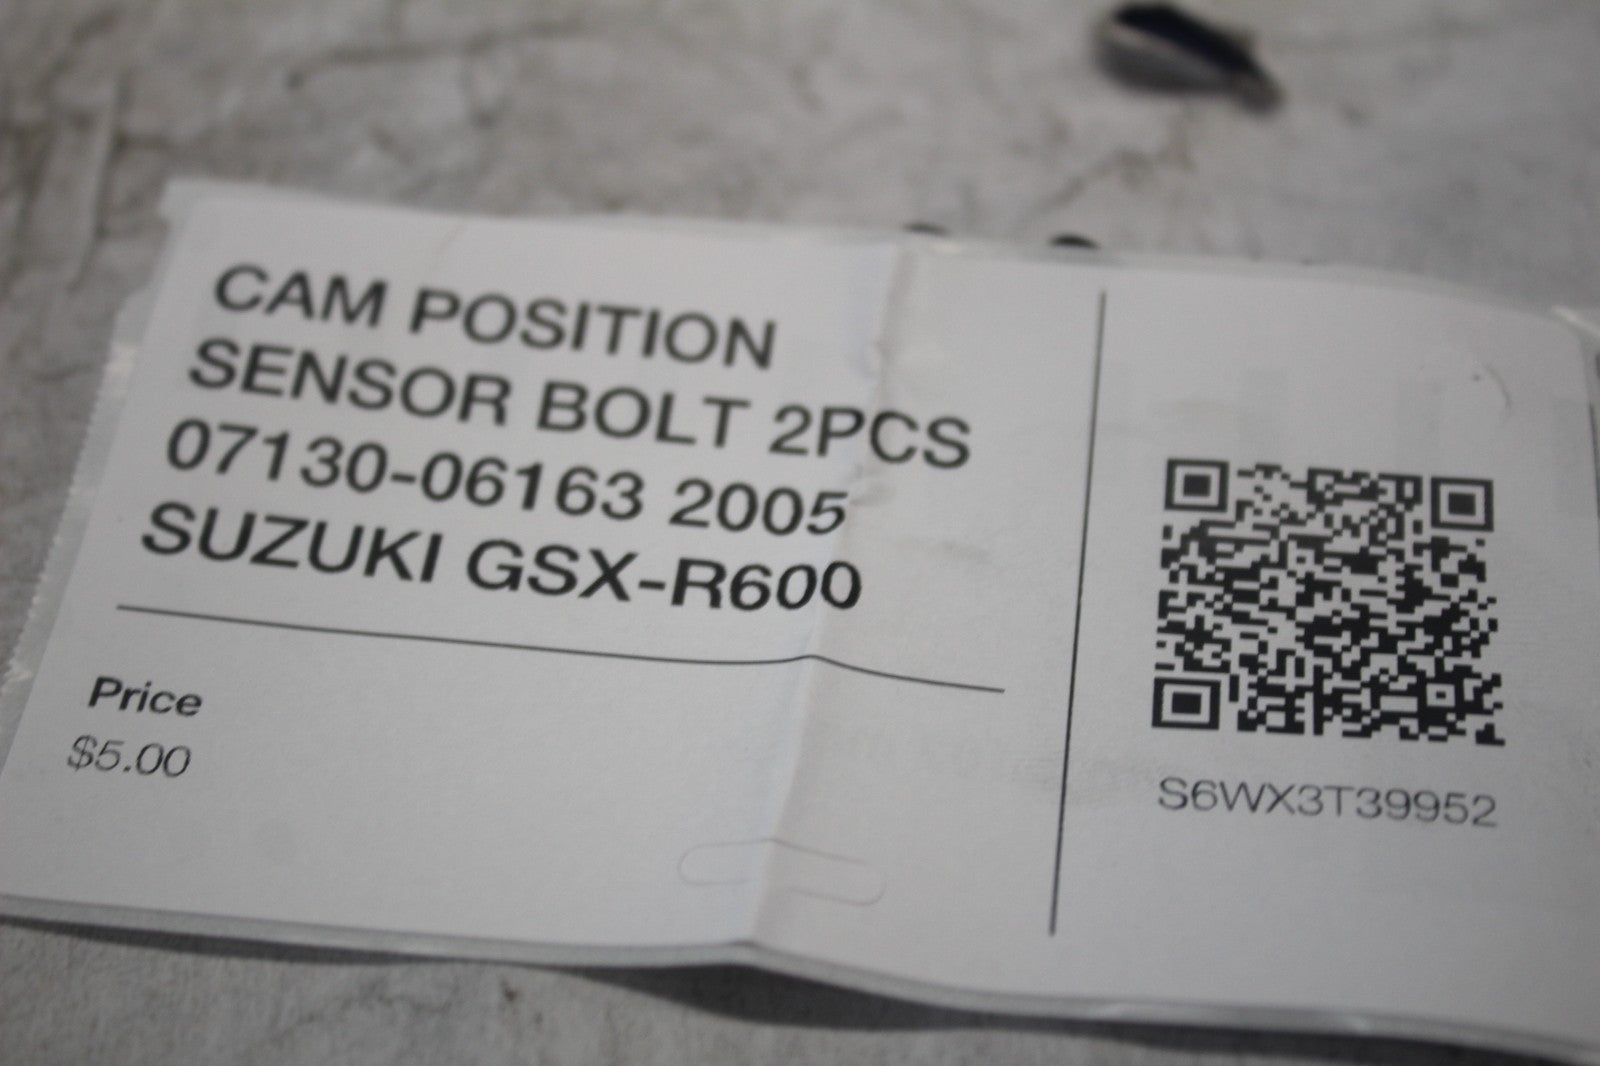 CAM POSITION
SENSOR BOLT 2PCS
07130-06163 2005
SUZUKI GSX-R600
Price
$5.00
S6WX3T39952